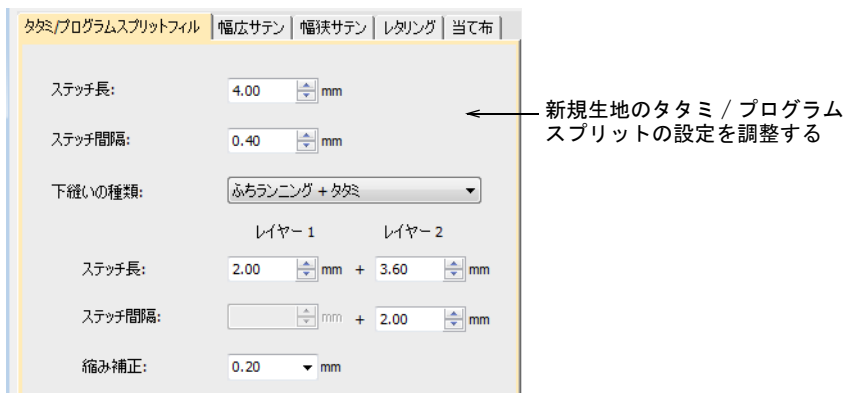 タタミ/プログラムスプリットフィル 幅広サテン 幅狭サテン レタリング 当て布
ステッチ長: 4.00 mm
ステッチ間隔: 0.40 mm
新規生地のタタミ / プログラム
スプリットの設定を調整する
下縫いの種類: ふちランニング + タタミ
レイヤー 1 レイヤー 2
ステッチ長: 2.00 mm + 3.60 mm
ステッチ間隔: mm + 2.00 mm
縮み補正: 0.20 mm